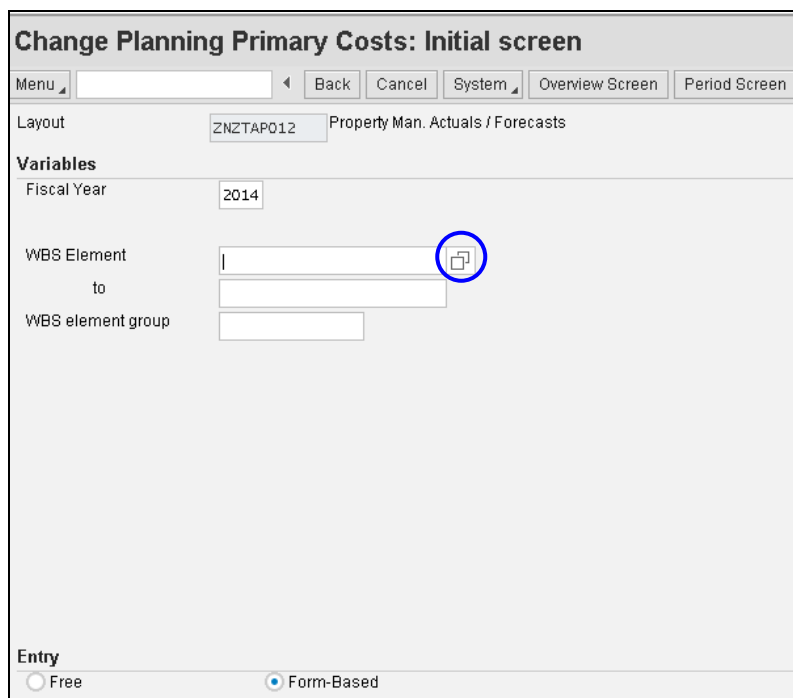 Change Planning Primary Costs: Initial screen
Menu Back Cancel System Overview Screen Period Screen
Layout ZNZTAP012 Property Man. Actuals / Forecasts
Variables
Fiscal Year 2014
WBS Element
to
WBS element group
Entry
Free Form-Based